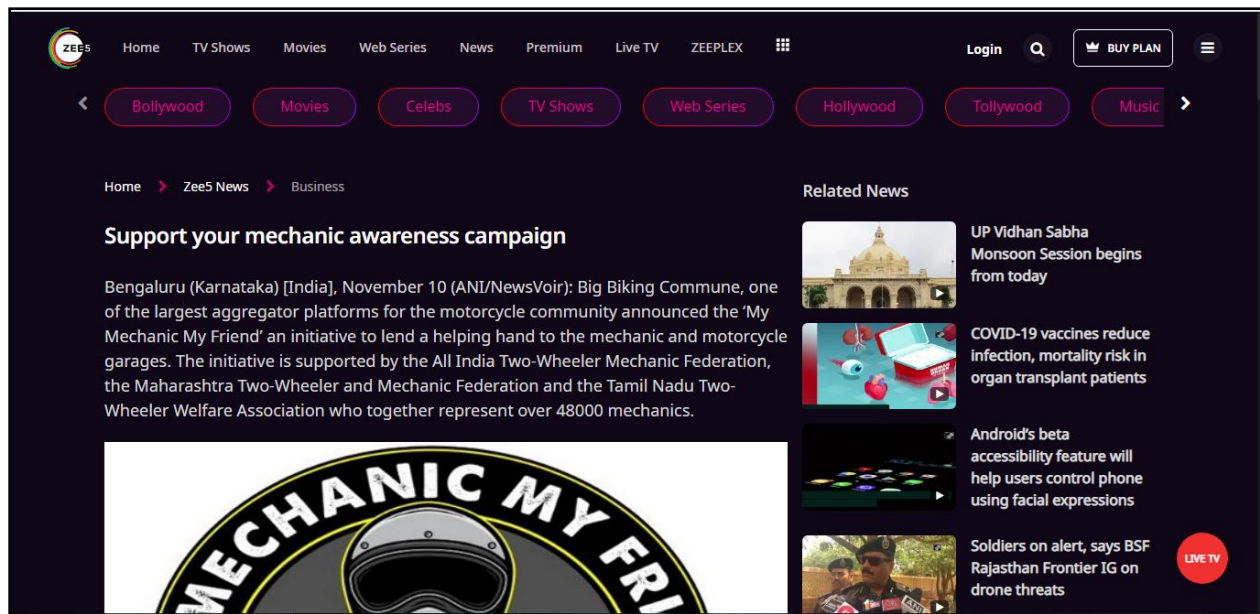 ZEE5
Home TV Shows Movies Web Series News Premium Live TV ZEEPLEX
Login
BUY PLAN
Bollywood Movies Celebs TV Shows Web Series Hollywood Tollywood Music
Home Zee5 News Business
Support your mechanic awareness campaign
Bengaluru (Karnataka) [India], November 10 (ANI/NewsVoir): Big Biking Commune, one
of the largest aggregator platforms for the motorcycle community announced the ‘My
Mechanic My Friend’ an initiative to lend a helping hand to the mechanic and motorcycle
garages. The initiative is supported by the All India Two-Wheeler Mechanic Federation,
the Maharashtra Two-Wheeler and Mechanic Federation and the Tamil Nadu Two-
Wheeler Welfare Association who together represent over 48000 mechanics.
MECHANIC MY FRI
Related News
UP Vidhan Sabha
Monsoon Session begins
from today
COVID-19 vaccines reduce
infection, mortality risk in
organ transplant patients
Android’s beta
accessibility feature will
help users control phone
using facial expressions
Soldiers on alert, says BSF
Rajasthan Frontier IG on
drone threats
ANI
LIVE TV